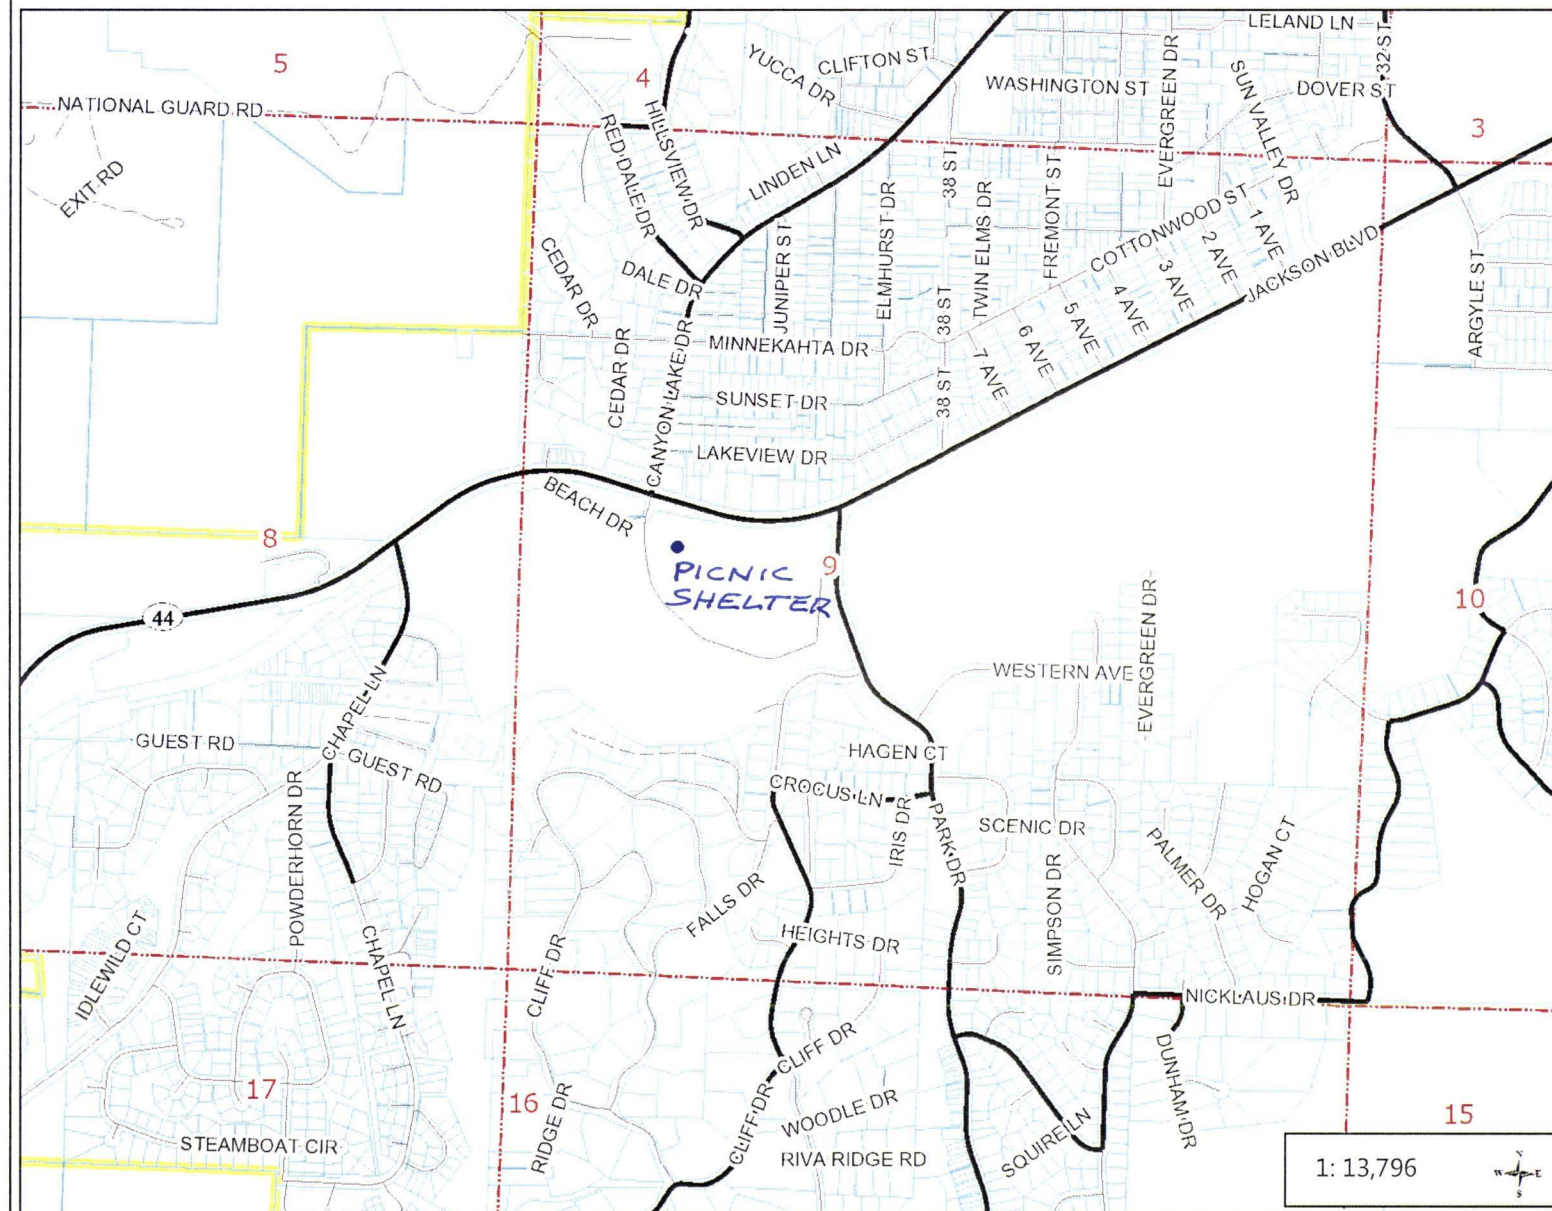 LELAND LN
32 ST
5
4
YUCCA DR
CLIFTON ST
WASHINGTON ST
EVERGREEN DR
SUN VALLEY DR
DOVER ST
NATIONAL GUARD RD
HILLSVIEW DR
RED DALE DR
3
EXIT RD
LINDEN LN
38 ST
ELMHURST DR
TWIN ELMS DR
FREMONT ST
COTTONWOOD ST
1 AVE
2 AVE
3 AVE
4 AVE
5 AVE
6 AVE
7 AVE
JACKSON BLVD
ARGYLE ST
CEDAR DR
DALE DR
JUNIPER ST
38 ST
MINNEKAHTA DR
CEDAR DR
CANYON LAKE DR
SUNSET DR
38 ST
LAKEVIEW DR
BEACH DR
8
PICNIC
SHELTER
9
10
44
EVERGREEN DR
WESTERN AVE
CHAPEL LN
GUEST RD
GUEST RD
HAGEN CT
CROCUS LN
IRIS DR
PARK DR
SCENIC DR
POWDERHORN DR
SIMPSON DR
PALMER DR
HOGAN CT
FALLS DR
HEIGHTS DR
IDLEWILD CT
CHAPEL LN
CLIFF DR
NICKLAUS DR
CLIFF DR
DUNHAM DR
17
16
RIDGE DR
CLIFF DR
WOODLE DR
SQUIRE LN
15
STEAMBOAT CIR
RIVA RIDGE RD
1: 13,796
N
W
E
S